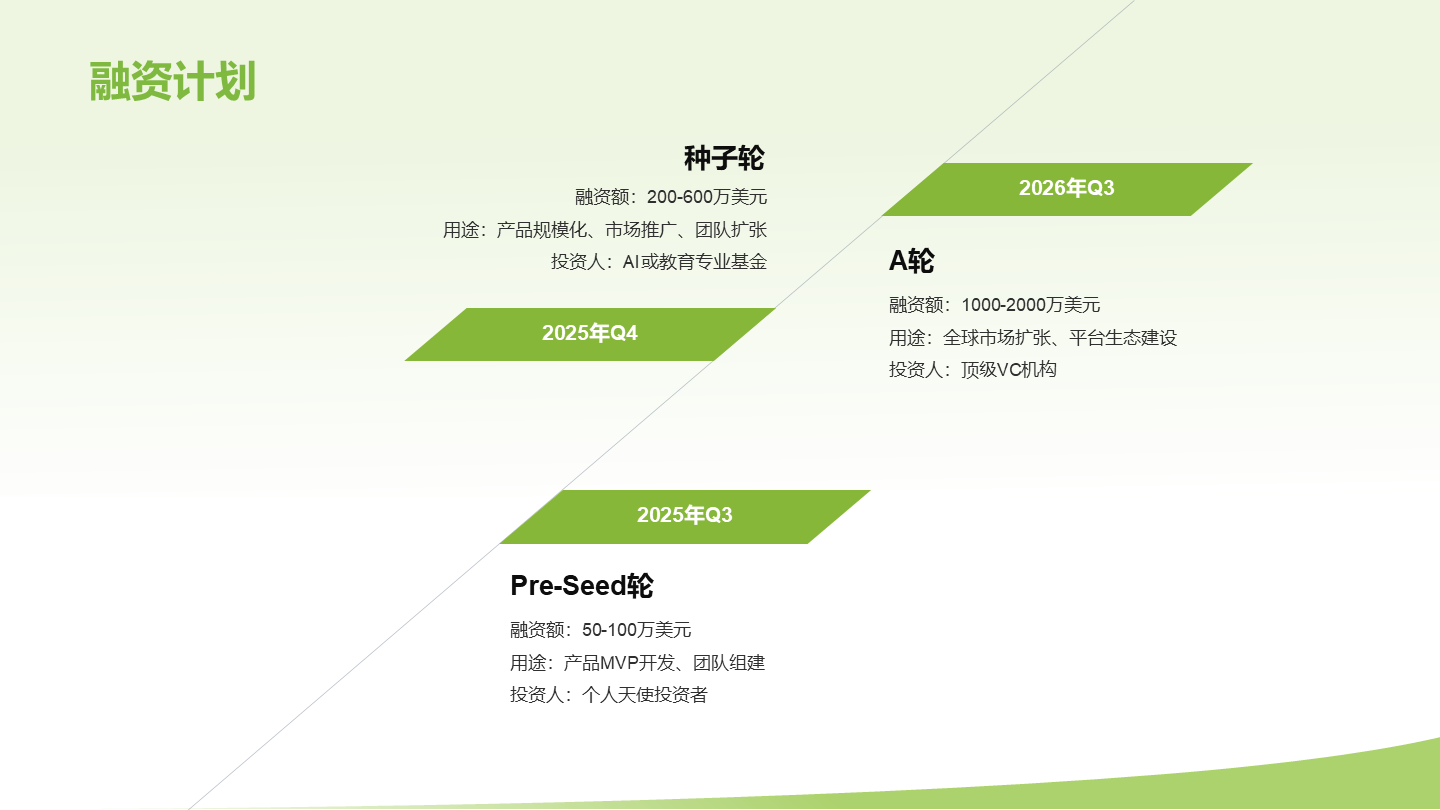 融资计划
种子轮
融资额：200-600万美元
用途：产品规模化、市场推广、团队扩张
投资人：AI或教育专业基金
2025年Q4
2026年Q3
A轮
融资额：1000-2000万美元
用途：全球市场扩张、平台生态建设
投资人：顶级VC机构
2025年Q3
Pre-Seed轮
融资额：50-100万美元
用途：产品MVP开发、团队组建
投资人：个人天使投资者